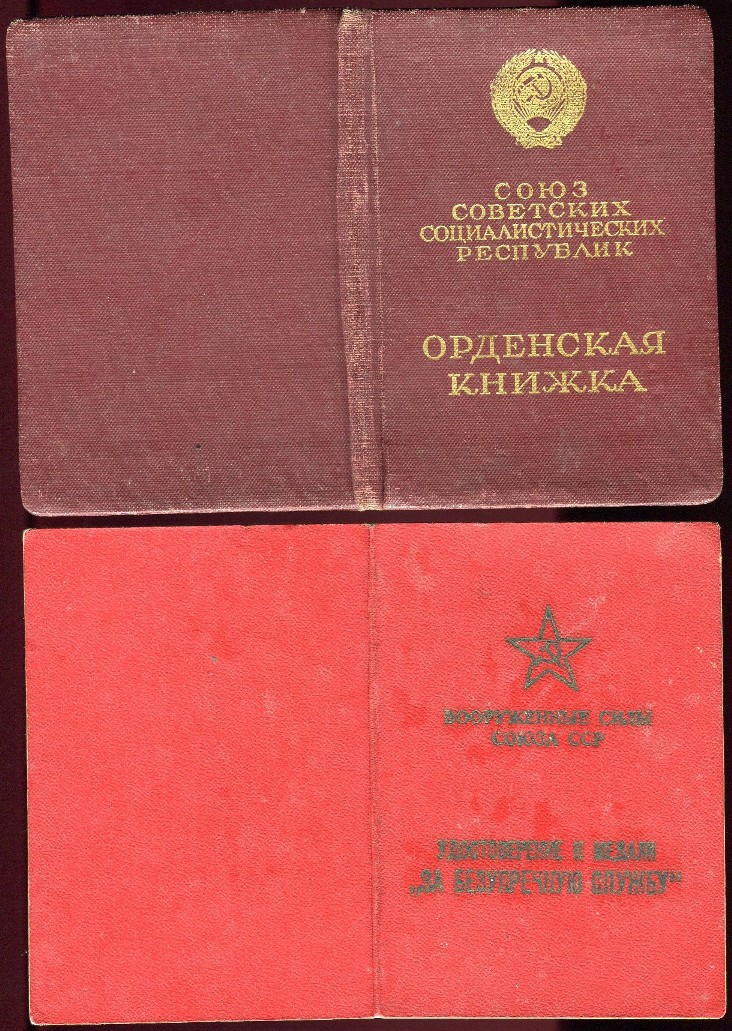 СОЮЗ
СОВЕТСКИХ
СОЦИАЛИСТИЧЕСКИХ
РЕСПУБЛИК
ОРДЕНСКАЯ
КНИЖКА
ВООРУЖЕННЫЕ СИЛЫ
СОЮЗА ССР
УДОСТОВЕРЕНИЕ К МЕДАЛИ
„ЗА БЕЗУПРЕЧНУЮ СЛУЖБУ“